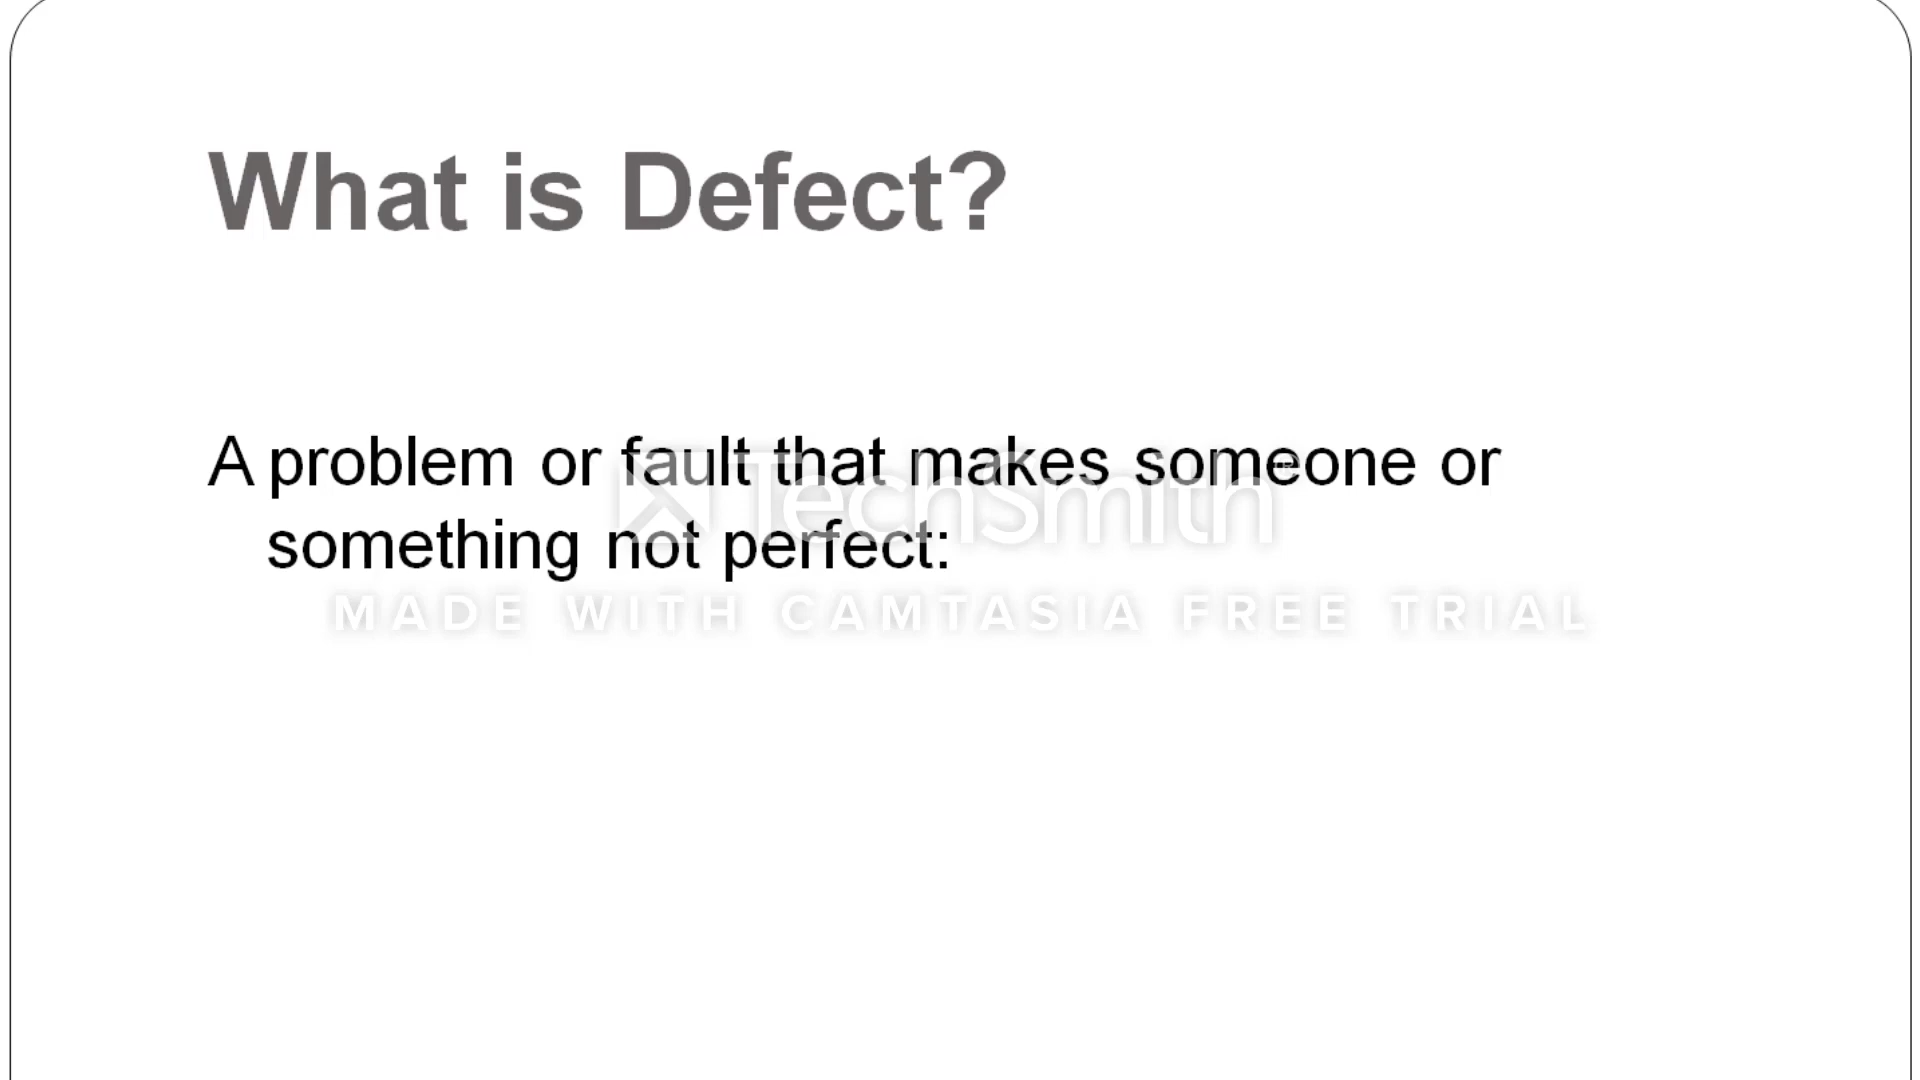 What is Defect?
A problem or fault that makes someone or
something not perfect:
TechSmith®
MADE WITH CAMTASIA FREE TRIAL